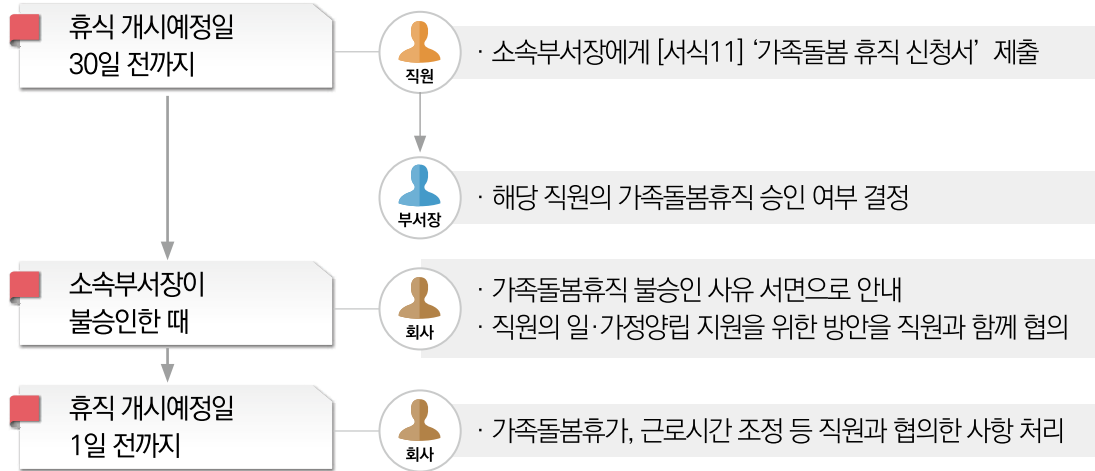 휴식 개시예정일
30일 전까지
직원
· 소속부서장에게 [서식11] ‘가족돌봄 휴직 신청서’ 제출
부서장
· 해당 직원의 가족돌봄휴직 승인 여부 결정
소속부서장이
불승인한 때
회사
· 가족돌봄휴직 불승인 사유 서면으로 안내
· 직원의 일·가정양립 지원을 위한 방안을 직원과 함께 협의
휴직 개시예정일
1일 전까지
회사
· 가족돌봄휴가, 근로시간 조정 등 직원과 협의한 사항 처리